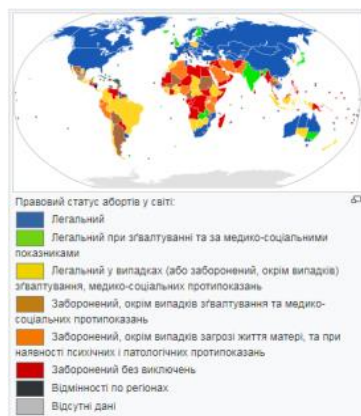 Правовий статус абортів у світі:
Легальний
Легальний при зґвалтуванні та за медико-соціальними
показниками
Легальний у випадках (або заборонений, окрім випадків)
зґвалтування, медико-соціальних протипоказань
Заборонений, окрім випадків зґвалтування та медико-
соціальних протипоказань
Заборонений, окрім випадків загрозі життя матері, та при
наявності психічних і патологічних протипоказань
Заборонений без виключень
Відмінності по регіонах
Відсутні дані